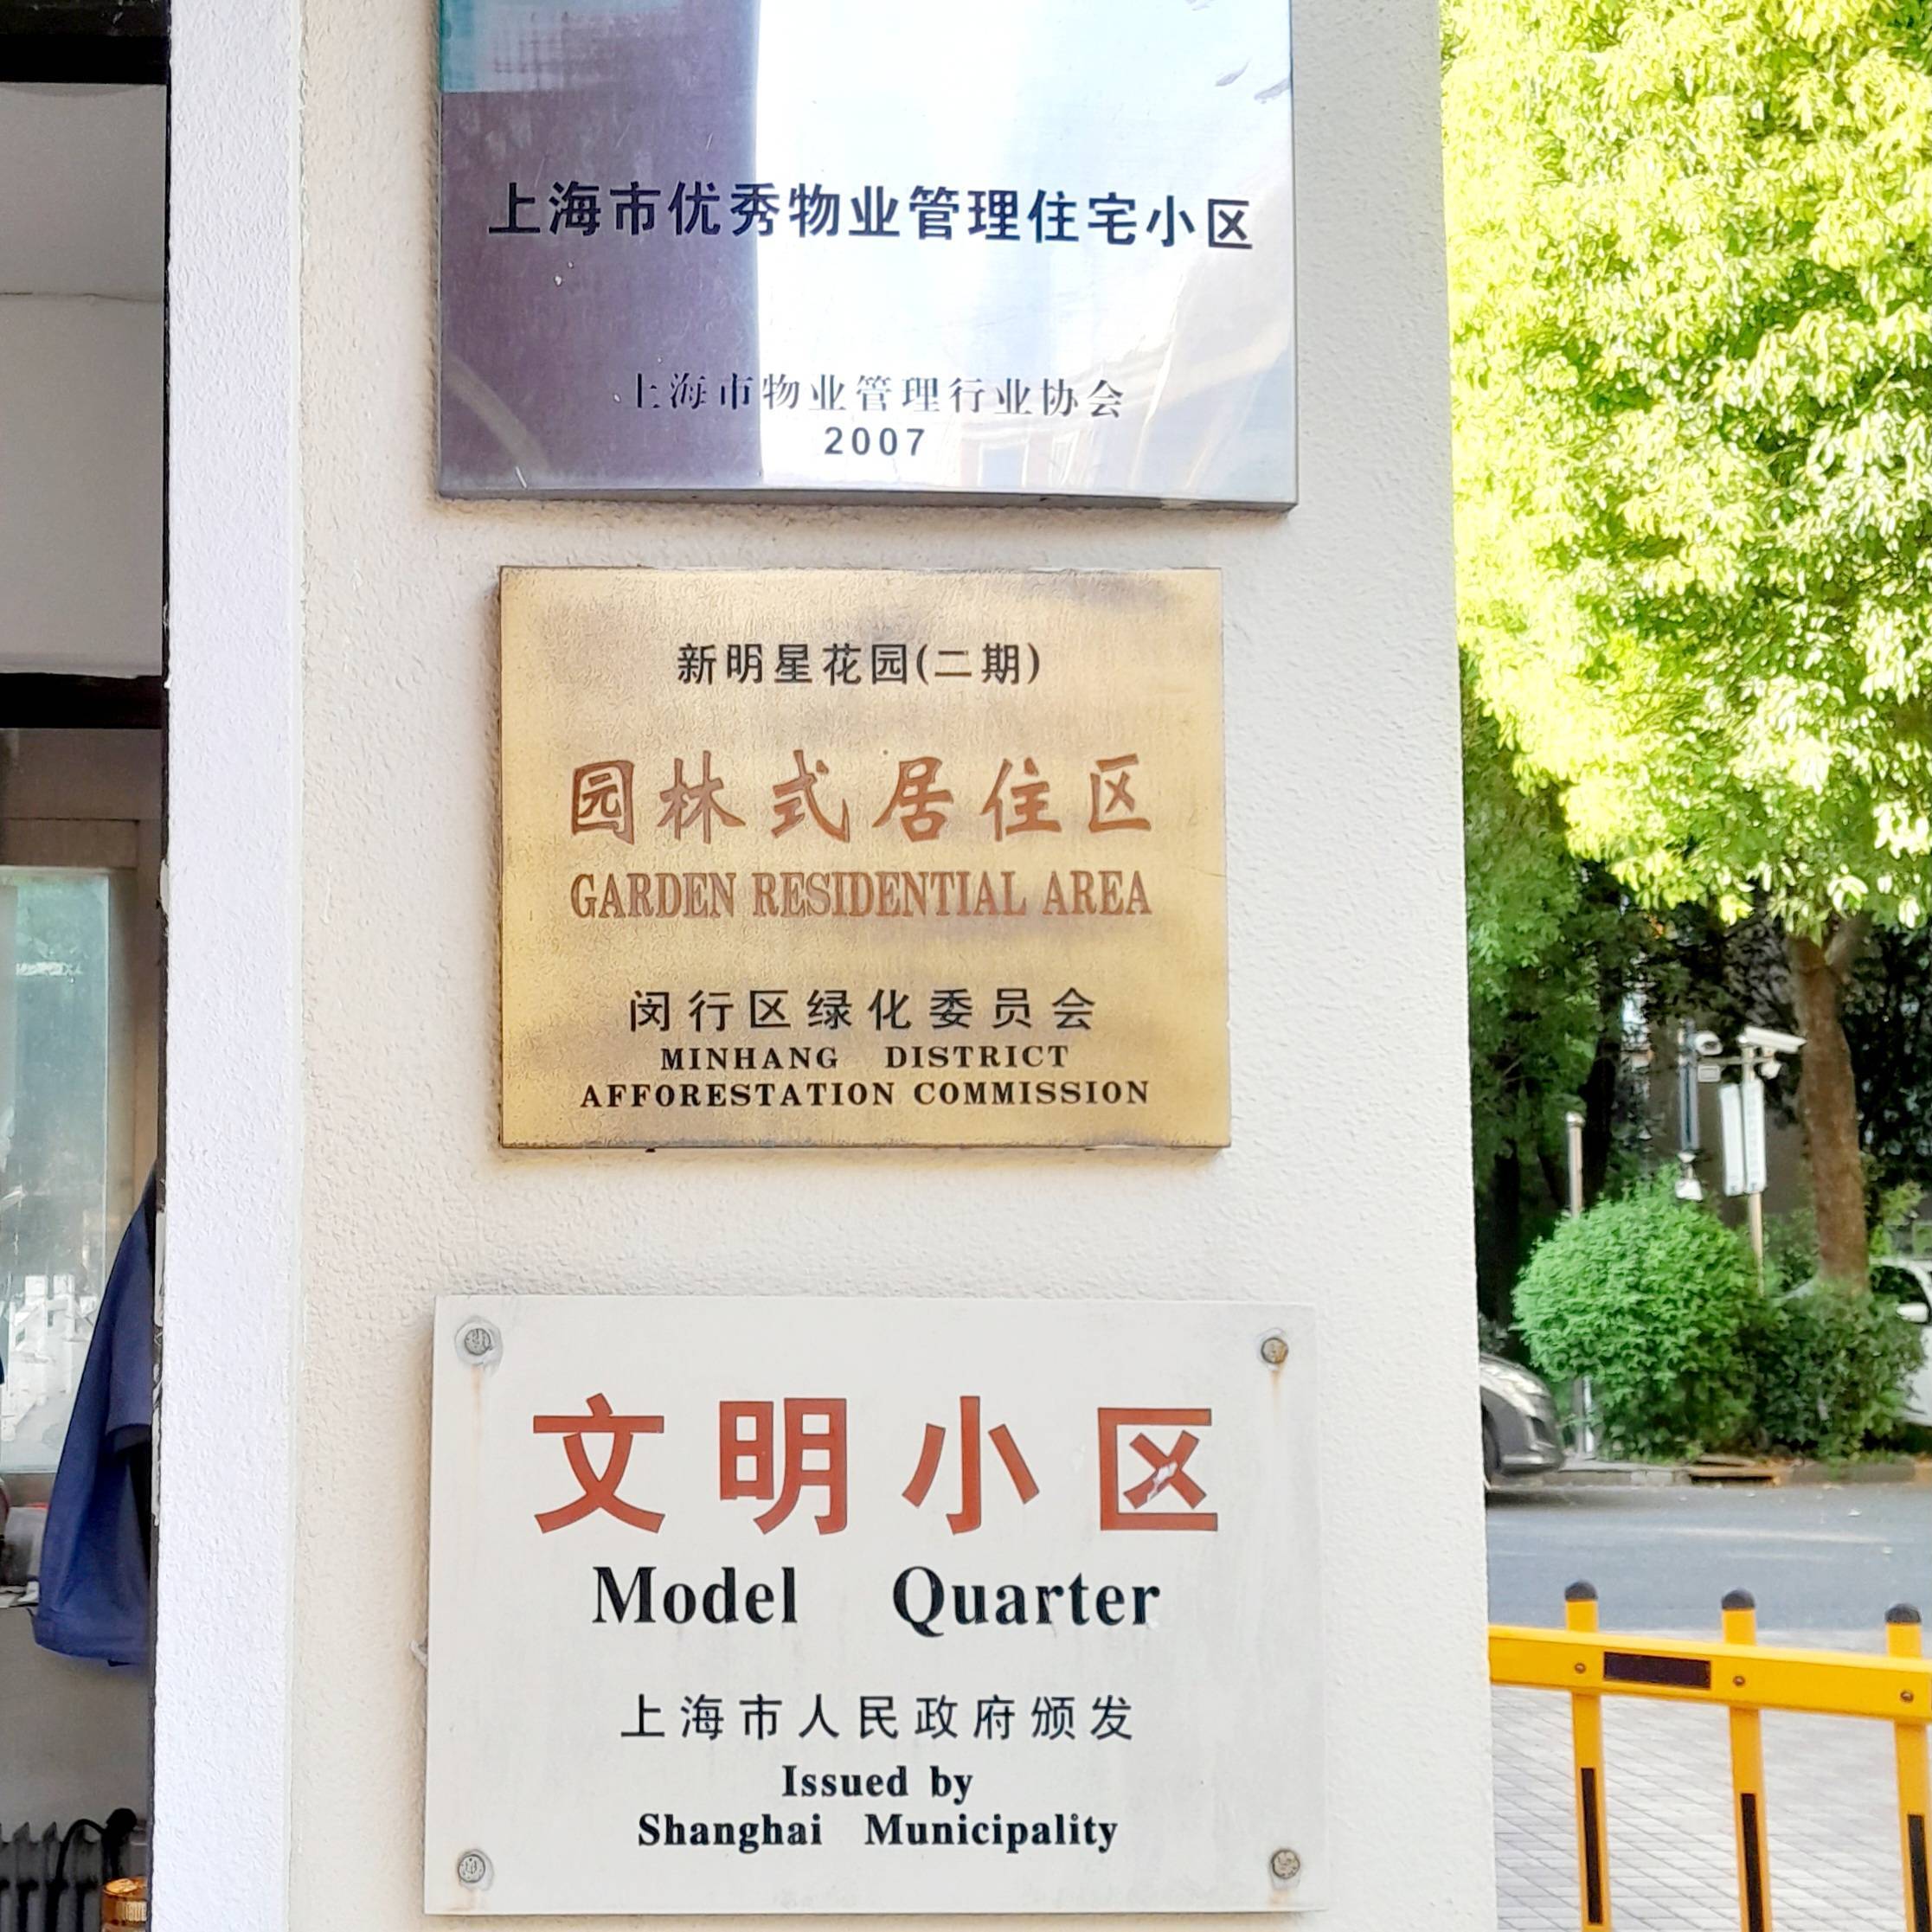 上海市优秀物业管理住宅小区
上海市物业管理行业协会
2007
新明星花园(二期)
园林式居住区
GARDEN RESIDENTIAL AREA
闵行区绿化委员会
MINHANG DISTRICT
AFFORESTATION COMMISSION
文明小区
Model Quarter
上海市人民政府颁发
Issued by
Shanghai Municipality